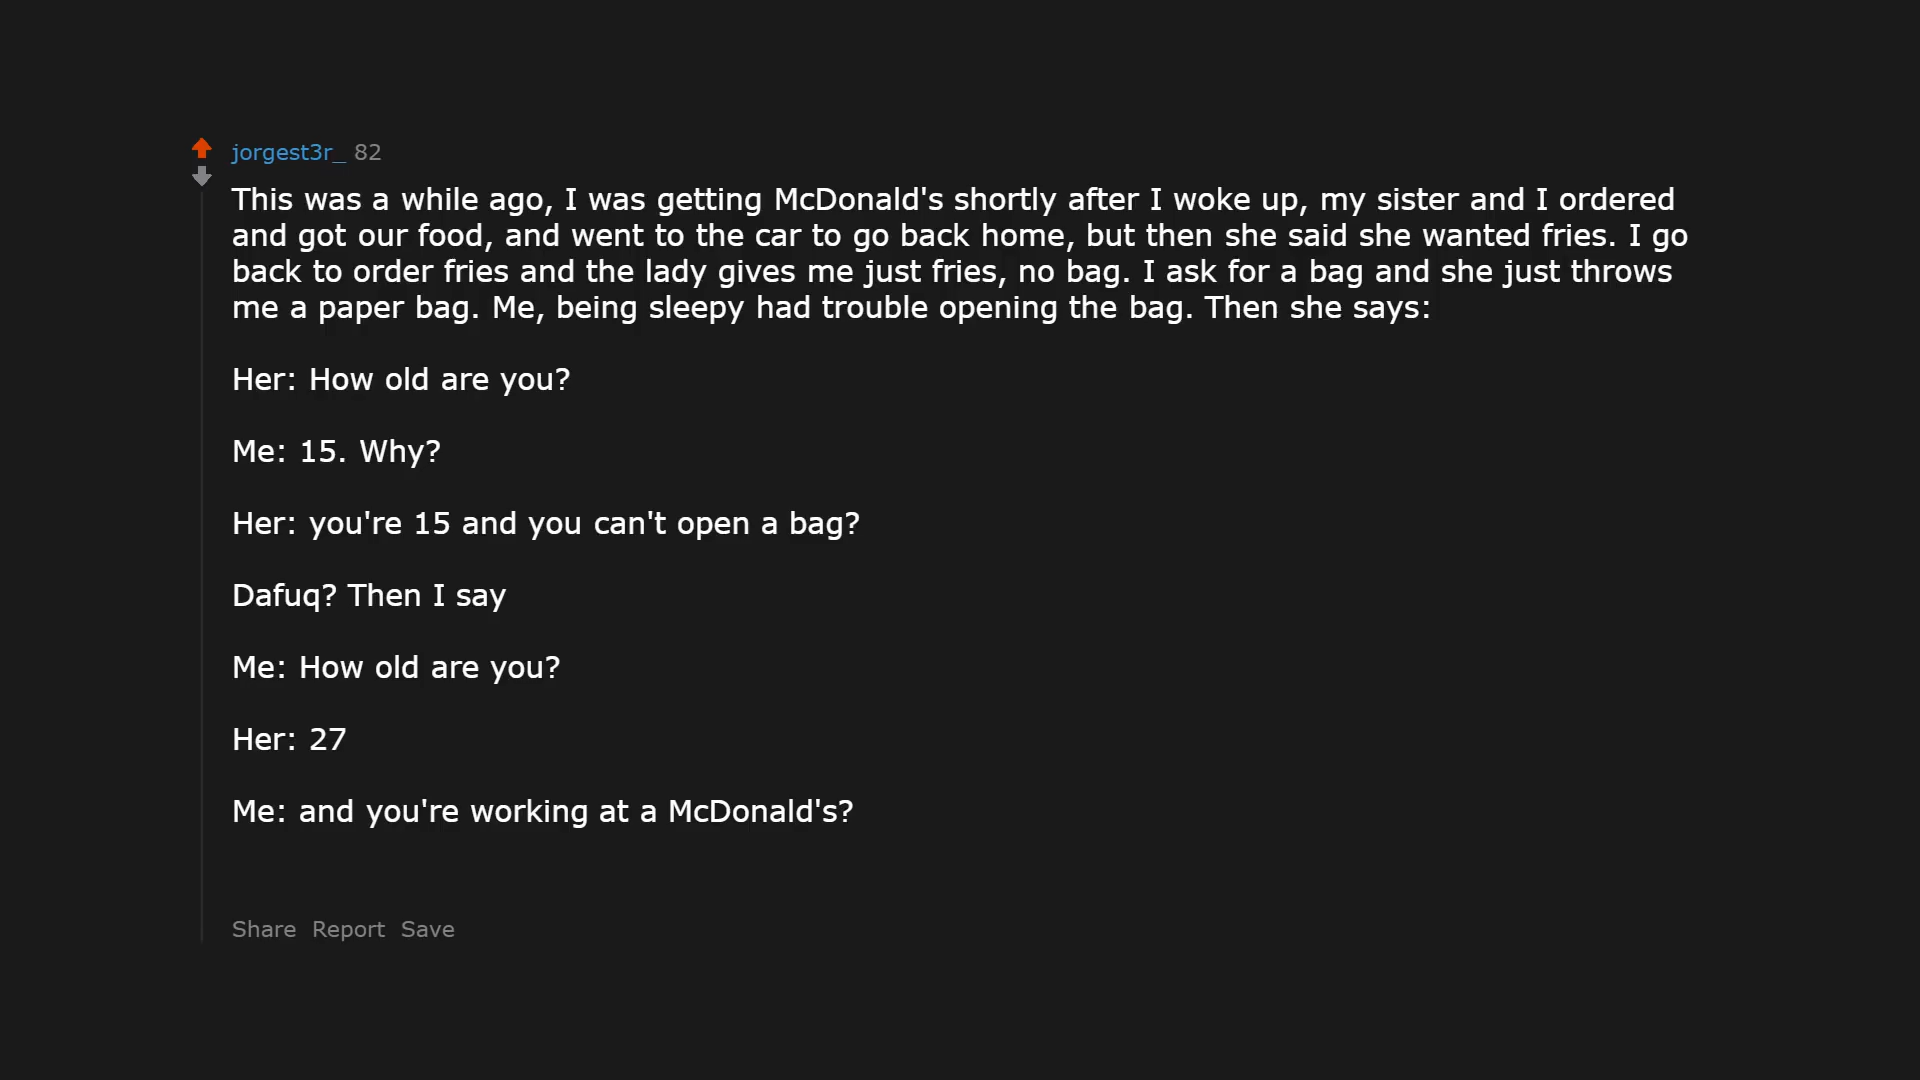 jorgest3r_ 82
This was a while ago, I was getting McDonald's shortly after I woke up, my sister and I ordered
and got our food, and went to the car to go back home, but then she said she wanted fries. I go
back to order fries and the lady gives me just fries, no bag. I ask for a bag and she just throws
me a paper bag. Me, being sleepy had trouble opening the bag. Then she says:
Her: How old are you?
Me: 15. Why?
Her: you're 15 and you can't open a bag?
Dafuq? Then I say
Me: How old are you?
Her: 27
Me: and you're working at a McDonald's?
Share Report Save